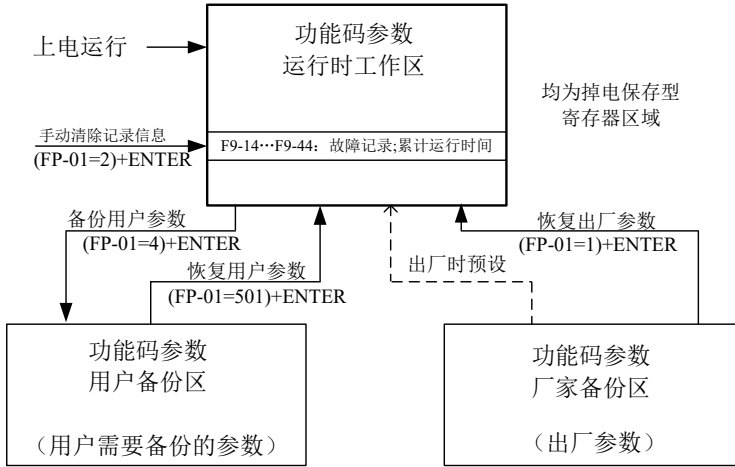 上电运行
功能码参数
运行时工作区
均为掉电保存型
寄存器区域
手动清除记录信息
(FP-01=2)+ENTER
F9-14…F9-44：故障记录;累计运行时间
备份用户参数
(FP-01=4)+ENTER
恢复用户参数
(FP-01=501)+ENTER
出厂时预设
恢复出厂参数
(FP-01=1)+ENTER
功能码参数
用户备份区
（用户需要备份的参数）
功能码参数
厂家备份区
（出厂参数）